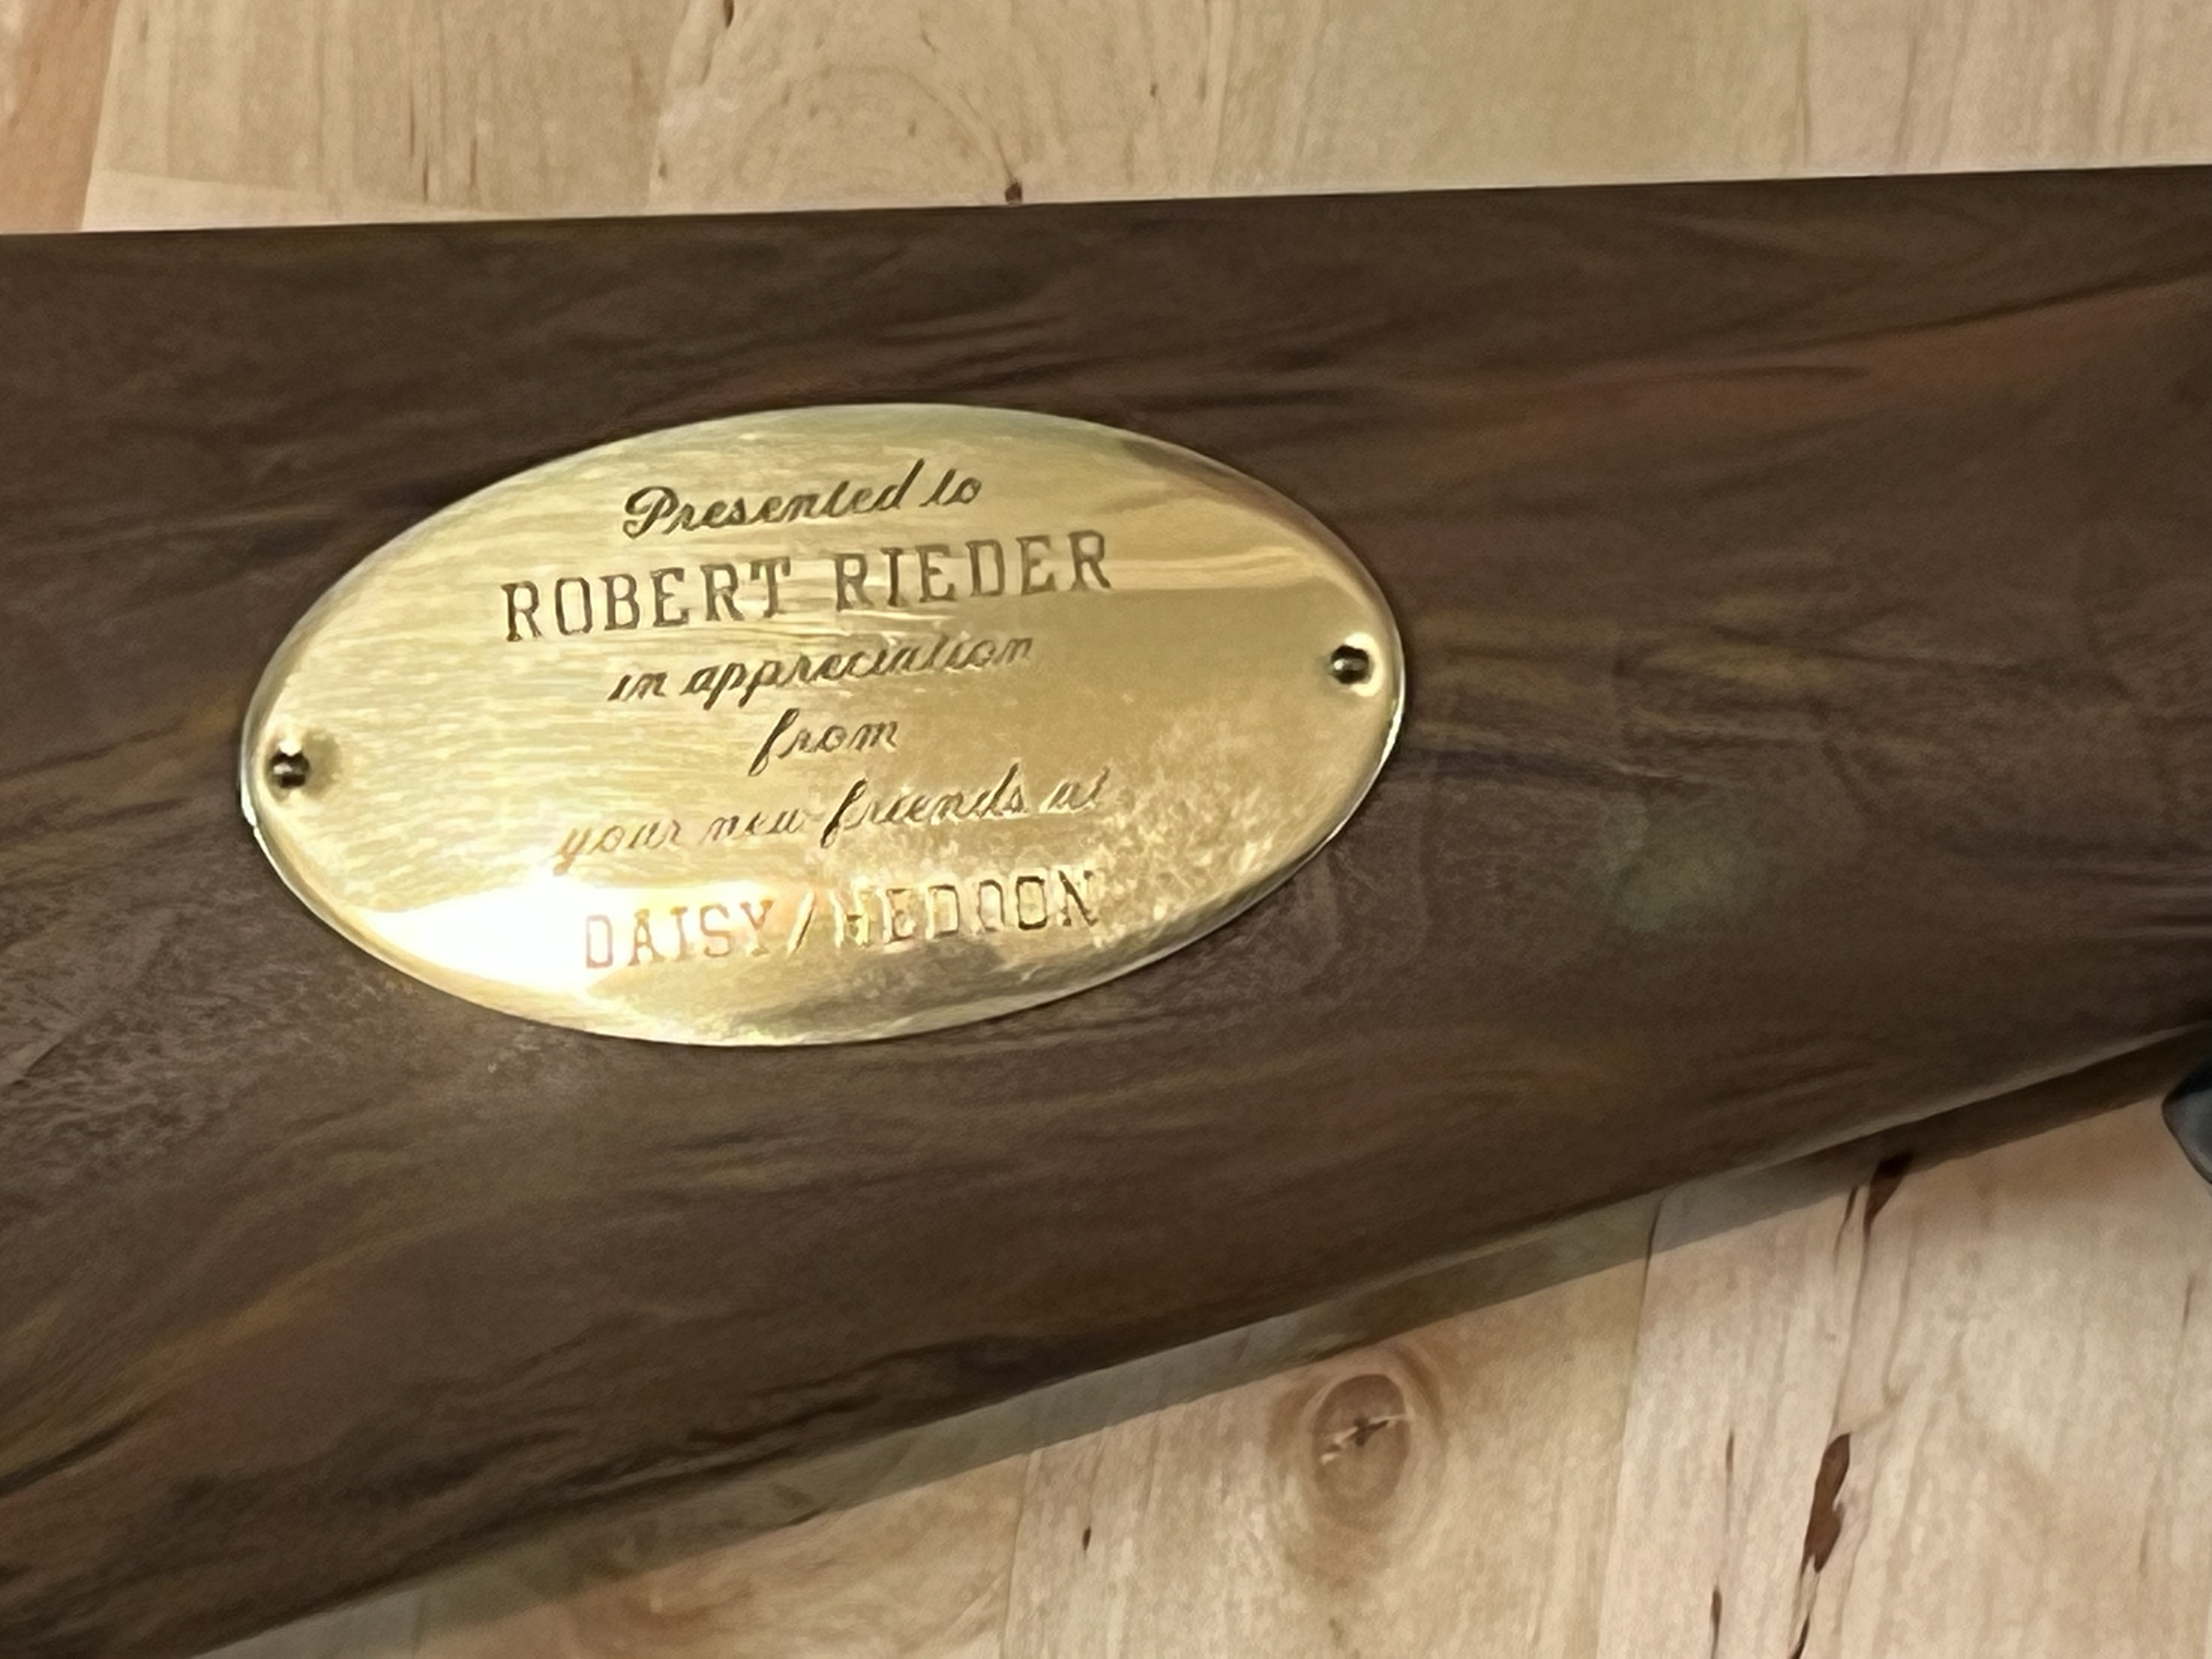 Presented to
ROBERT RIEDER
in appreciation
from
your new friends at
DAISY/HEDDON